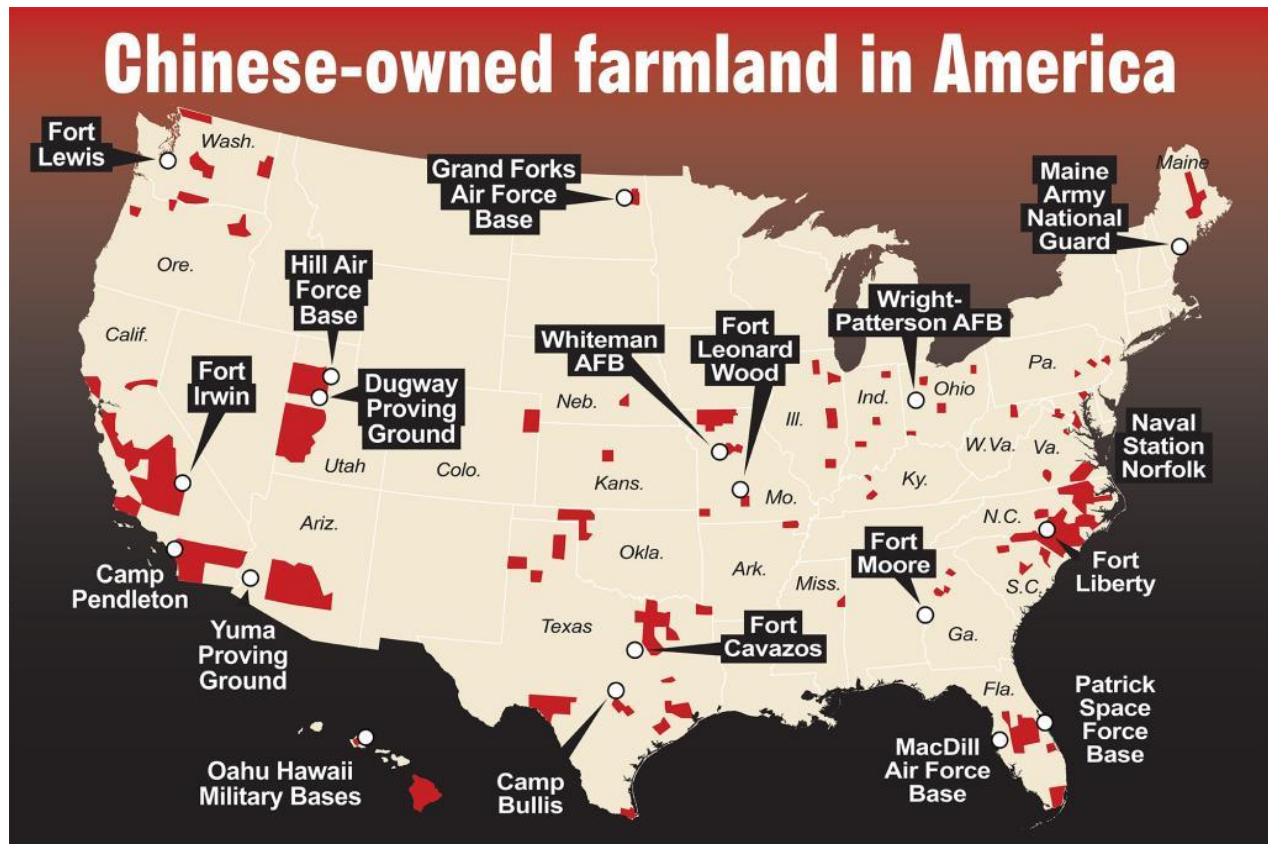 Chinese-owned farmland in America
Fort
Lewis
Wash.
Grand Forks
Air Force
Base
Maine
Maine
Army
National
Guard
Ore.
Hill Air
Force
Base
Calif.
Fort
Irwin
Dugway
Proving
Ground
Utah
Colo.
Neb.
Kans.
Whiteman
AFB
Fort
Leonard
Wood
Mo.
Ill.
Ind.
Wright-
Patterson AFB
Ohio
Pa.
W.Va.
Va.
Ky.
Naval
Station
Norfolk
Ariz.
Okla.
Ark.
Miss.
N.C.
S.C.
Fort
Liberty
Fort
Moore
Ga.
Camp
Pendleton
Yuma
Proving
Ground
Texas
Fort
Cavazos
Fla.
Patrick
Space
Force
Base
MacDill
Air Force
Base
Oahu Hawaii
Military Bases
Camp
Bullis